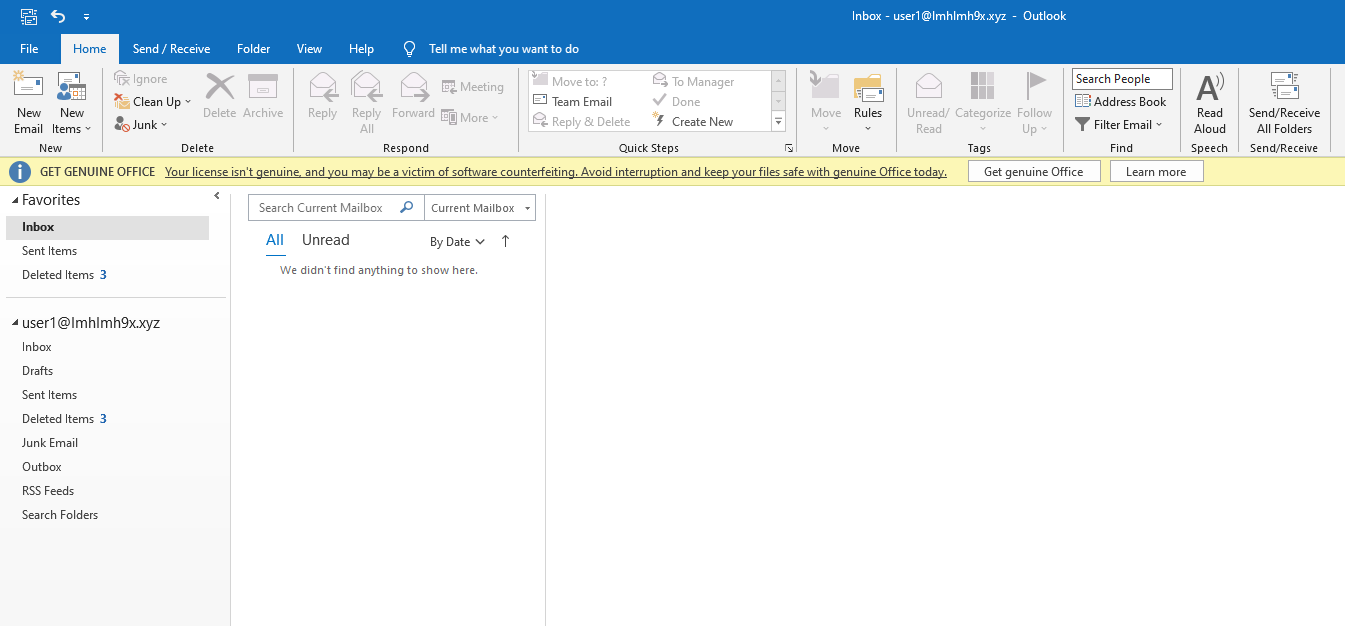 Inbox - user1@lmhlmh9x.xyz - Outlook
File Home Send / Receive Folder View Help Tell me what you want to do
New Email
New Items
New
Ignore
Clean Up
Junk
Delete
Archive
Delete
Reply
Reply All
Forward
Meeting
More
Respond
Move to: ?
Team Email
Reply & Delete
To Manager
Done
Create New
Quick Steps
Move
Rules
Move
Unread/ Read
Categorize
Follow Up
Tags
Search People
Address Book
Filter Email
Find
Read Aloud
Speech
Send/Receive All Folders
Send/Receive
GET GENUINE OFFICE Your license isn't genuine, and you may be a victim of software counterfeiting. Avoid interruption and keep your files safe with genuine Office today. Get genuine Office Learn more
Favorites
Inbox
Sent Items
Deleted Items 3
user1@lmhlmh9x.xyz
Inbox
Drafts
Sent Items
Deleted Items 3
Junk Email
Outbox
RSS Feeds
Search Folders
Search Current Mailbox Current Mailbox
All Unread By Date
We didn't find anything to show here.